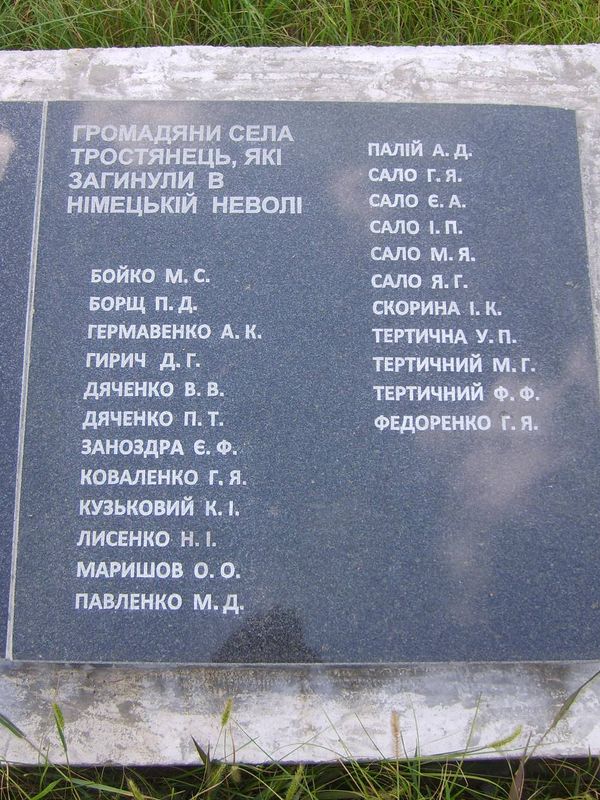 ГРОМАДЯНИ СЕЛА
ТРОСТЯНЕЦЬ, ЯКІ
ЗАГИНУЛИ В
НІМЕЦЬКІЙ НЕВОЛІ
БОЙКО М. С.
БОРЩ П. Д.
ГЕРМАВЕНКО А. К.
ГИРИЧ Д. Г.
ДЯЧЕНКО В. В.
ДЯЧЕНКО П. Т.
ЗАНОЗДРА Є. Ф.
КОВАЛЕНКО Г. Я.
КУЗЬКОВИЙ К. І.
ЛИСЕНКО Н. І.
МАРИШОВ О. О.
ПАВЛЕНКО М. Д.
ПАЛІЙ А. Д.
САЛО Г. Я.
САЛО Є. А.
САЛО І. П.
САЛО М. Я.
САЛО Я. Г.
СКОРИНА І. К.
ТЕРТИЧНА У. П.
ТЕРТИЧНИЙ М. Г.
ТЕРТИЧНИЙ Ф. Ф.
ФЕДОРЕНКО Г. Я.